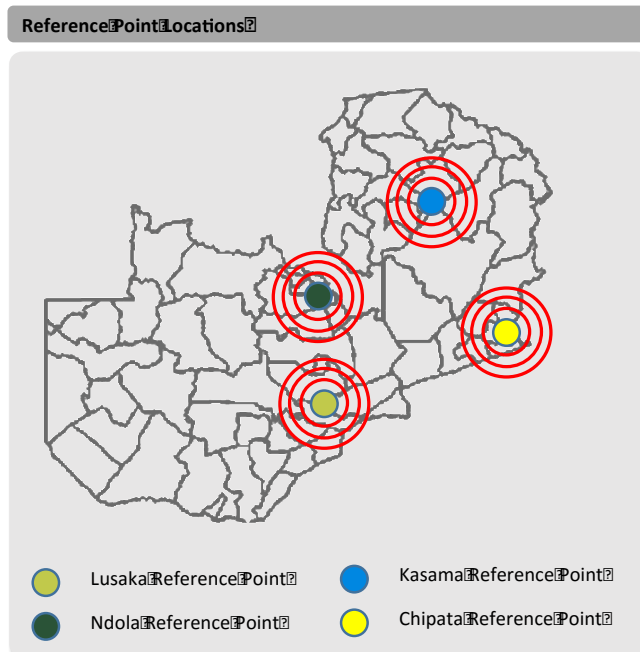 Reference Point Locations
Lusaka Reference Point
Kasama Reference Point
Ndola Reference Point
Chipata Reference Point